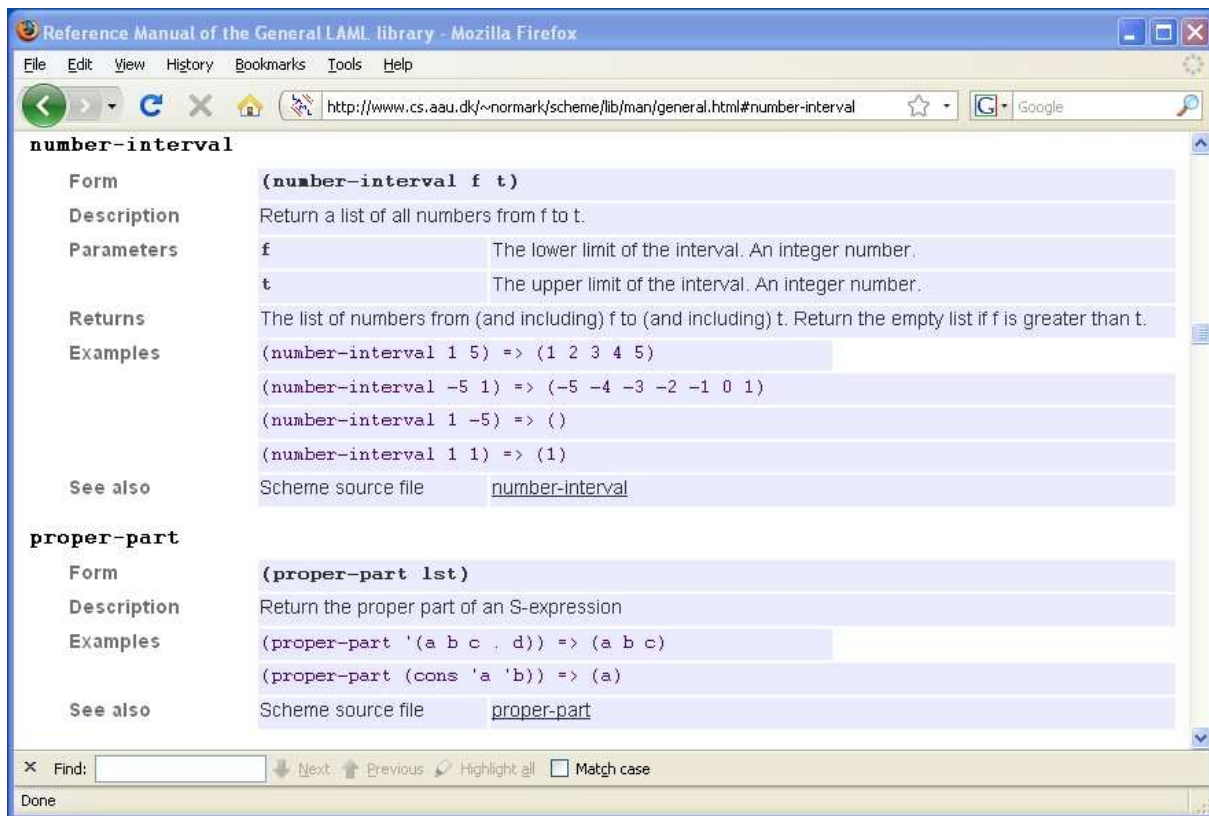 Reference Manual of the General LAML library - Mozilla Firefox
File Edit View History Bookmarks Tools Help
http://www.cs.aau.dk/~normark/scheme/lib/man/general.html#number-interval G Google
number-interval
Form (number-interval f t)
Description Return a list of all numbers from f to t.
Parameters f The lower limit of the interval. An integer number.
t The upper limit of the interval. An integer number.
Returns The list of numbers from (and including) f to (and including) t. Return the empty list if f is greater than t.
Examples (number-interval 1 5) => (1 2 3 4 5)
(number-interval -5 1) => (-5 -4 -3 -2 -1 0 1)
(number-interval 1 -5) => ()
(number-interval 1 1) => (1)
See also Scheme source file number-interval
proper-part
Form (proper-part lst)
Description Return the proper part of an S-expression
Examples (proper-part '(a b c . d)) => (a b c)
(proper-part (cons 'a 'b)) => (a)
See also Scheme source file proper-part
Find: Next Previous Highlight all Match case
Done